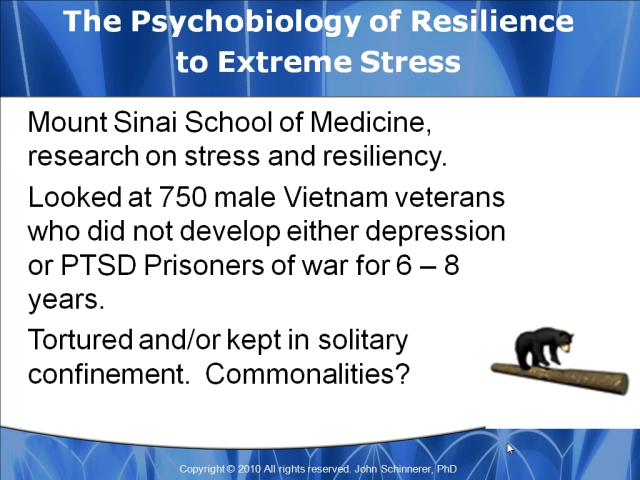 The Psychobiology of Resilience
to Extreme Stress
Mount Sinai School of Medicine,
research on stress and resiliency.
Looked at 750 male Vietnam veterans
who did not develop either depression
or PTSD Prisoners of war for 6 – 8
years.
Tortured and/or kept in solitary
confinement.  Commonalities?
Copyright © 2010 All rights reserved. John Schinnerer, PhD